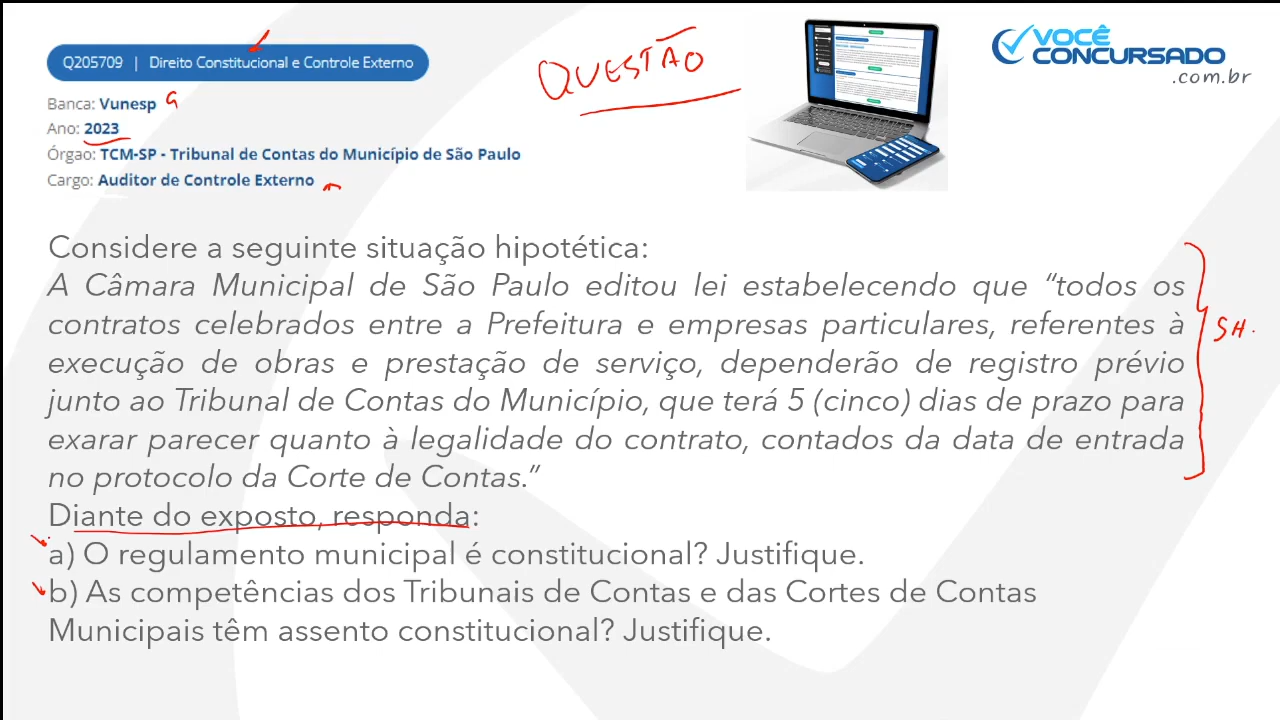 Q205709 | Direito Constitucional e Controle Externo
QUESTÃO
VOCÊ
CONCURSADO
.com.br
Banca: Vunesp
Ano: 2023
Órgao: TCM-SP - Tribunal de Contas do Município de São Paulo
Cargo: Auditor de Controle Externo
Considere a seguinte situação hipotética:
A Câmara Municipal de São Paulo editou lei estabelecendo que “todos os
contratos celebrados entre a Prefeitura e empresas particulares, referentes à
execução de obras e prestação de serviço, dependerão de registro prévio
junto ao Tribunal de Contas do Município, que terá 5 (cinco) dias de prazo para
exarar parecer quanto à legalidade do contrato, contados da data de entrada
no protocolo da Corte de Contas.”
SH.
Diante do exposto, responda:
a) O regulamento municipal é constitucional? Justifique.
b) As competências dos Tribunais de Contas e das Cortes de Contas
Municipais têm assento constitucional? Justifique.